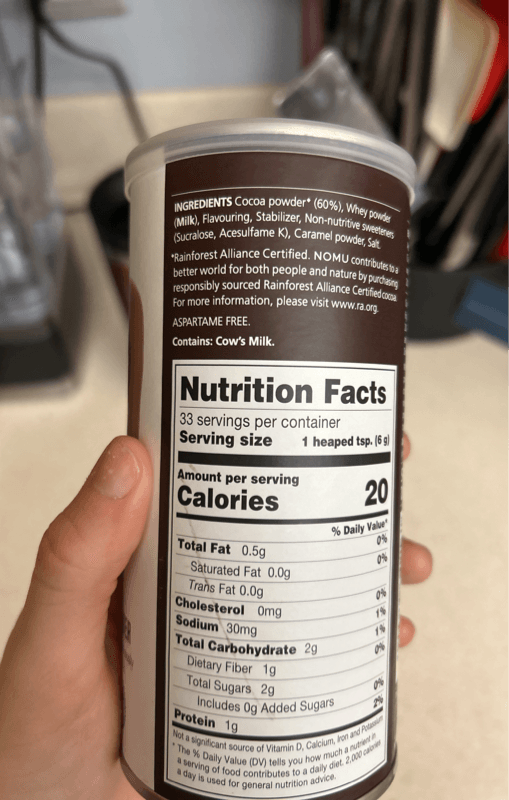 INGREDIENTS Cocoa powder* (60%), Whey powder
(Milk), Flavouring, Stabilizer, Non-nutritive sweeteners
(Sucralose, Acesulfame K), Caramel powder, Salt.
*Rainforest Alliance Certified. NOMU contributes to a
better world for both people and nature by purchasing
responsibly sourced Rainforest Alliance Certified cocoa
For more information, please visit www.ra.org.
ASPARTAME FREE.
Contains: Cow's Milk.
Nutrition Facts
33 servings per container
Serving size 1 heaped tsp. (6 g)
Amount per serving
Calories 20
% Daily Value*
Total Fat 0.5g 0%
Saturated Fat 0.0g 0%
Trans Fat 0.0g
Cholesterol 0mg 0%
Sodium 30mg 1%
Total Carbohydrate 2g 1%
Dietary Fiber 1g 0%
Total Sugars 2g
Includes 0g Added Sugars 0%
Protein 1g 2%
Not a significant source of Vitamin D, Calcium, Iron and Potassium
* The % Daily Value (DV) tells you how much a nutrient in
a serving of food contributes to a daily diet. 2,000 calories
a day is used for general nutrition advice.